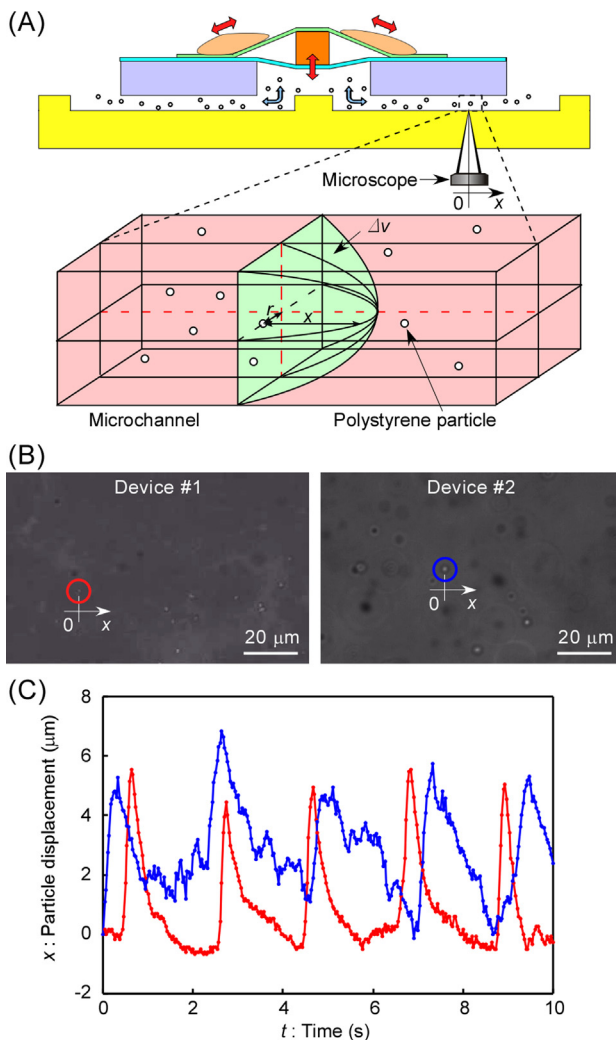 (A)
Microscope
0 x
Δv
r
x
Microchannel
Polystyrene particle
(B)
Device #1
Device #2
0 x
20 μm
0 x
20 μm
(C)
8
6
4
2
0
-2
x : Particle displacement (μm)
0 2 4 6 8 10
t : Time (s)